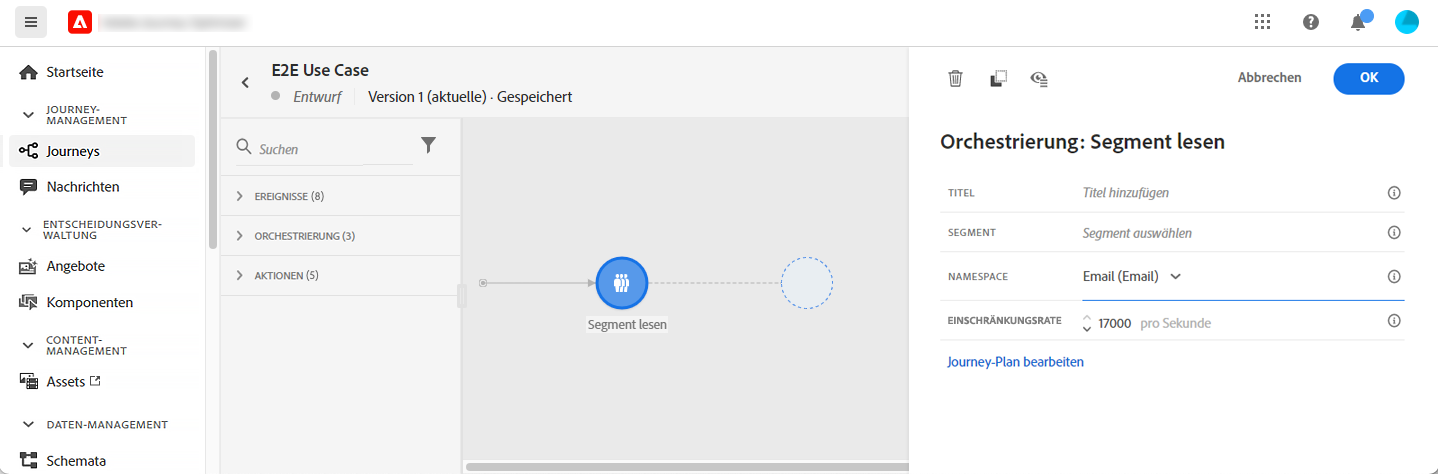 Startseite
JOURNEY-
MANAGEMENT
Journeys
Nachrichten
ENTSCHEIDUNGSVER-
WALTUNG
Angebote
Komponenten
CONTENT-
MANAGEMENT
Assets
DATEN-MANAGEMENT
Schemata
E2E Use Case
Entwurf Version 1 (aktuelle) · Gespeichert
Suchen
EREIGNISSE (8)
ORCHESTRIERUNG (3)
AKTIONEN (5)
Segment lesen
Abbrechen OK
Orchestrierung: Segment lesen
TITEL Titel hinzufügen
SEGMENT Segment auswählen
NAMESPACE Email (Email)
EINSCHRÄNKUNGSRATE 17000 pro Sekunde
Journey-Plan bearbeiten